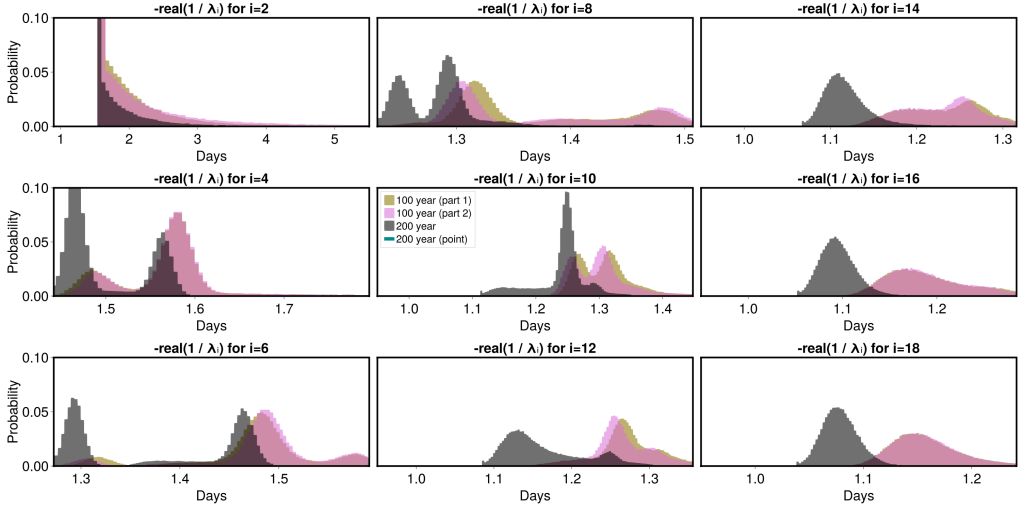 -real(1 / λᵢ) for i=2
-real(1 / λᵢ) for i=8
-real(1 / λᵢ) for i=14
Probability
0.10
0.05
0.00
1 2 3 4 5
1.3 1.4 1.5
1.0 1.1 1.2 1.3
Days
Days
Days
-real(1 / λᵢ) for i=4
-real(1 / λᵢ) for i=10
-real(1 / λᵢ) for i=16
Probability
0.10
0.05
0.00
100 year (part 1)
100 year (part 2)
200 year
200 year (point)
1.5 1.6 1.7
1.0 1.1 1.2 1.3 1.4
1.0 1.1 1.2
Days
Days
Days
-real(1 / λᵢ) for i=6
-real(1 / λᵢ) for i=12
-real(1 / λᵢ) for i=18
Probability
0.10
0.05
0.00
1.3 1.4 1.5
1.0 1.1 1.2 1.3
1.0 1.1 1.2
Days
Days
Days